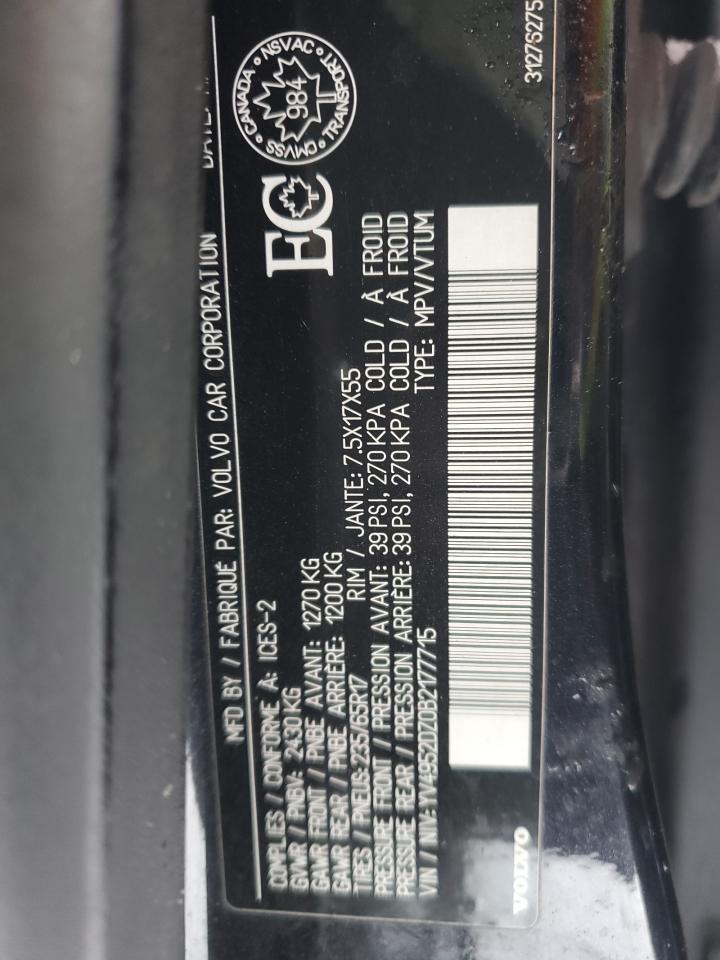 MFD BY / FABRIQUÉ PAR: VOLVO CAR CORPORATION
COMPLIES / CONFORME A: ICES-2
GVWR / PNBV: 2430 KG
GAWR FRONT / PNBE AVANT: 1270 KG
GAWR REAR / PNBE ARRIÈRE: 1200 KG
TIRES / PNEUS: 235/65R17 RIM / JANTE: 7.5X17X55
PRESSURE FRONT / PRESSION AVANT: 39 PSI, 270 KPA COLD / À FROID
PRESSURE REAR / PRESSION ARRIÈRE: 39 PSI, 270 KPA COLD / À FROID
VIN / NIV: YV4952DZ0B2177715 TYPE: MPV/VTUM
EC
CANADA • NSVAC • TRANSPORT • CMVSS •
984
VOLVO
31276275